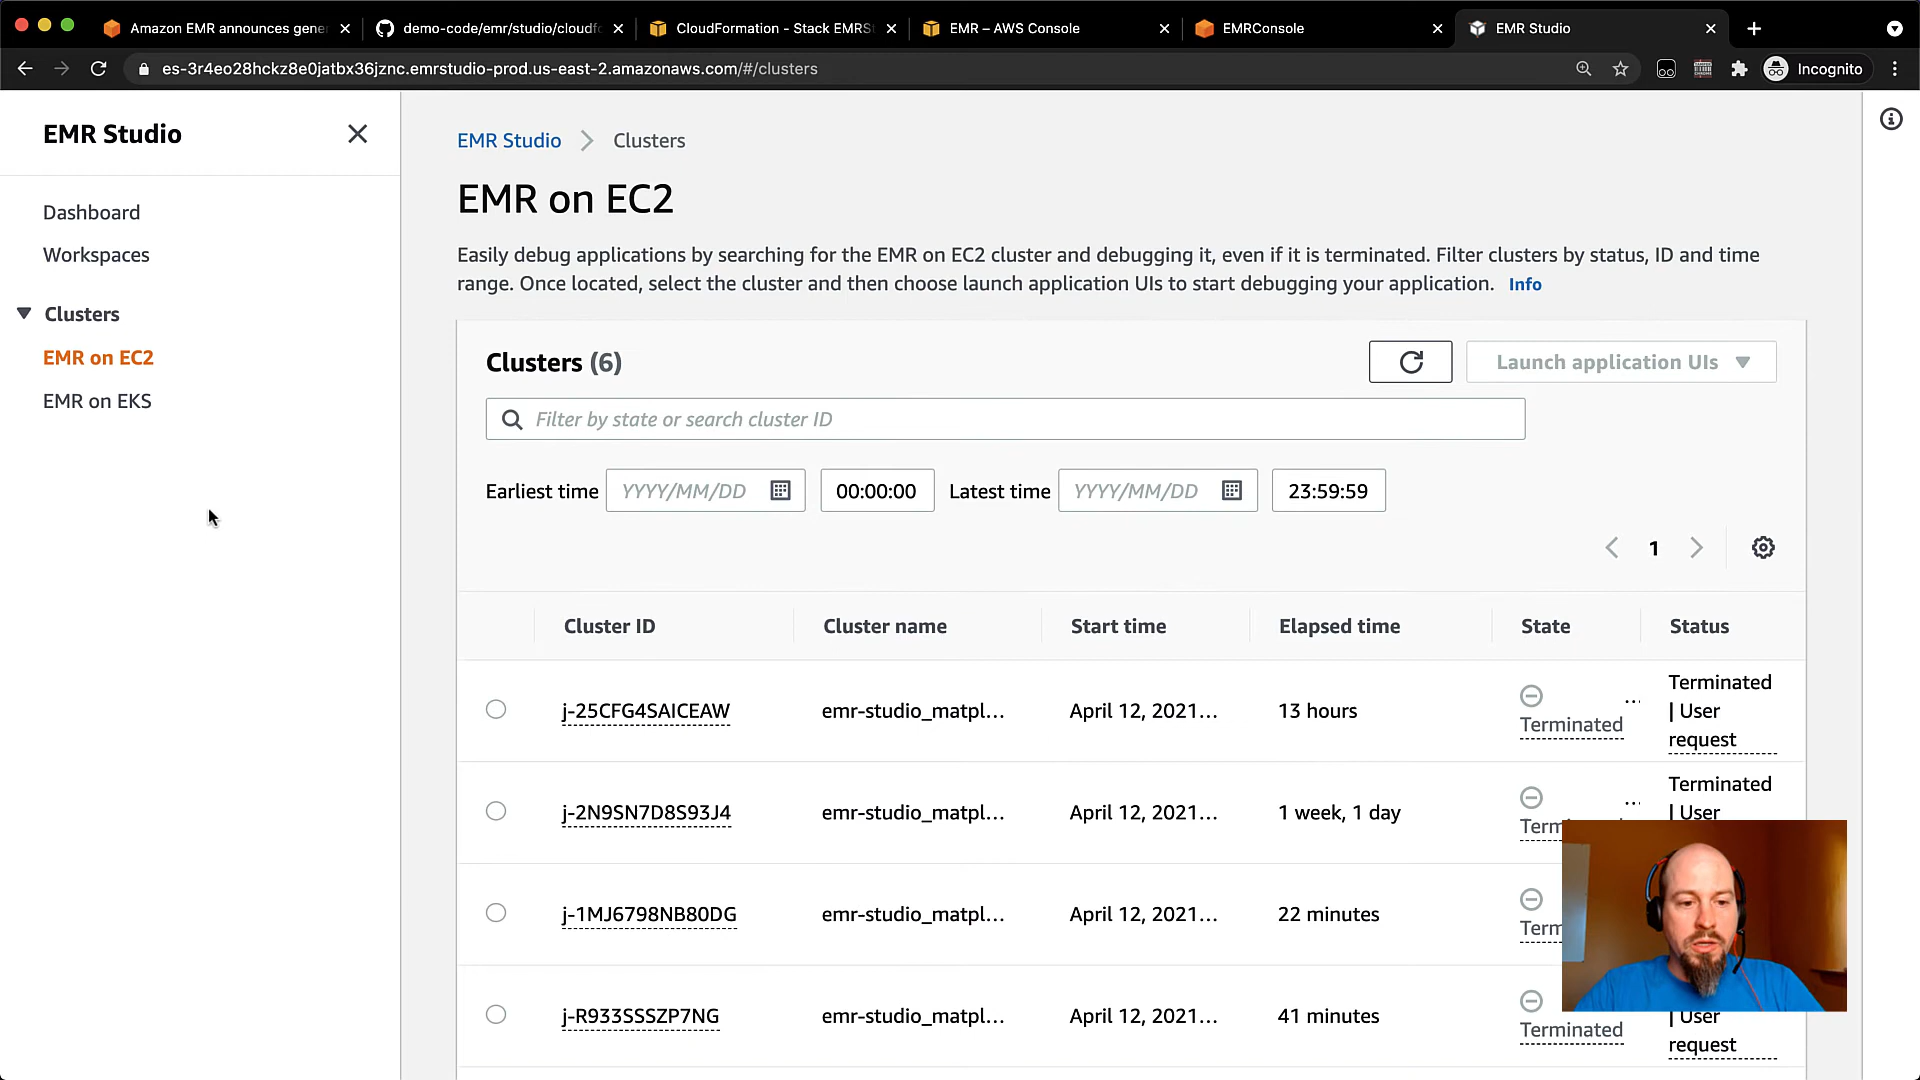 Amazon EMR announces gene
demo-code/emr/studio/cloudfo
CloudFormation - Stack EMRS
EMR – AWS Console
EMRConsole
EMR Studio
es-3r4eo28hckz8e0jatbx36jznc.emrstudio-prod.us-east-2.amazonaws.com/#/clusters
Incognito
EMR Studio
Dashboard
Workspaces
Clusters
EMR on EC2
EMR on EKS
EMR Studio
Clusters
EMR on EC2
Easily debug applications by searching for the EMR on EC2 cluster and debugging it, even if it is terminated. Filter clusters by status, ID and time
range. Once located, select the cluster and then choose launch application UIs to start debugging your application. Info
Clusters (6)
Launch application UIs
Filter by state or search cluster ID
Earliest time YYYY/MM/DD 00:00:00 Latest time YYYY/MM/DD 23:59:59
1
Cluster ID Cluster name Start time Elapsed time State Status
j-25CFG4SAICEAW emr-studio_matpl... April 12, 2021... 13 hours Terminated ... Terminated | User request
j-2N9SN7D8S93J4 emr-studio_matpl... April 12, 2021... 1 week, 1 day Term ... Terminated | User
j-1MJ6798NB80DG emr-studio_matpl... April 12, 2021... 22 minutes Term
j-R933SSSZP7NG emr-studio_matpl... April 12, 2021... 41 minutes Terminated | User request